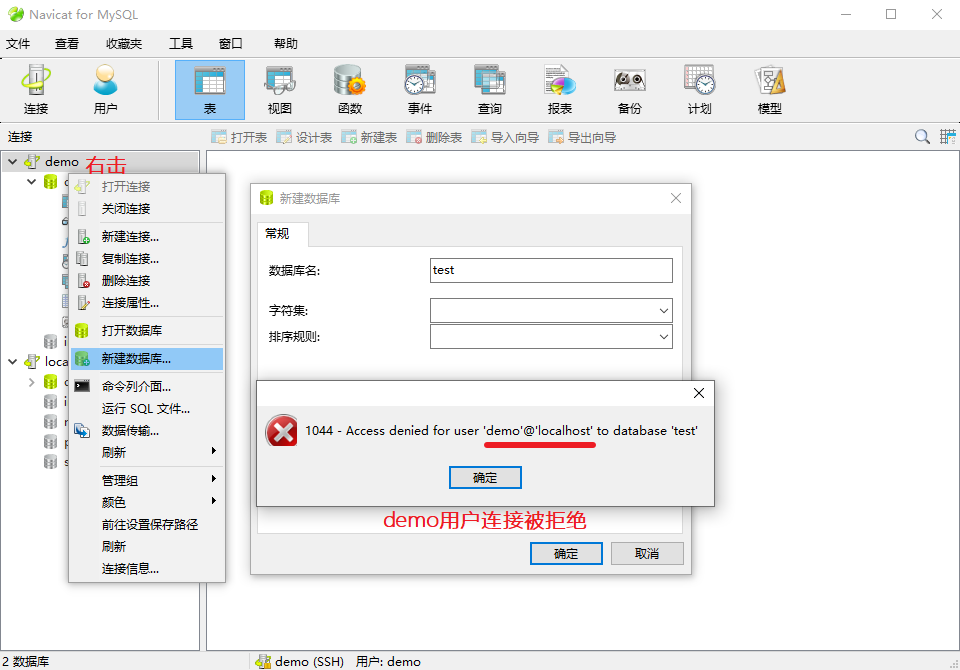 Navicat for MySQL
文件 查看 收藏夹 工具 窗口 帮助
连接 用户 表 视图 函数 事件 查询 报表 备份 计划 模型
连接 打开表 设计表 新建表 删除表 导入向导 导出向导
demo 右击
打开连接
关闭连接
新建连接...
复制连接...
删除连接
连接属性...
打开数据库
新建数据库...
命令列介面...
运行 SQL 文件...
数据传输...
刷新
管理组
颜色
前往设置保存路径
刷新
连接信息...
loca
新建数据库
常规
数据库名: test
字符集:
排序规则:
1044 - Access denied for user 'demo'@'localhost' to database 'test'
确定
demo用户连接被拒绝
确定 取消
2 数据库 demo (SSH) 用户: demo